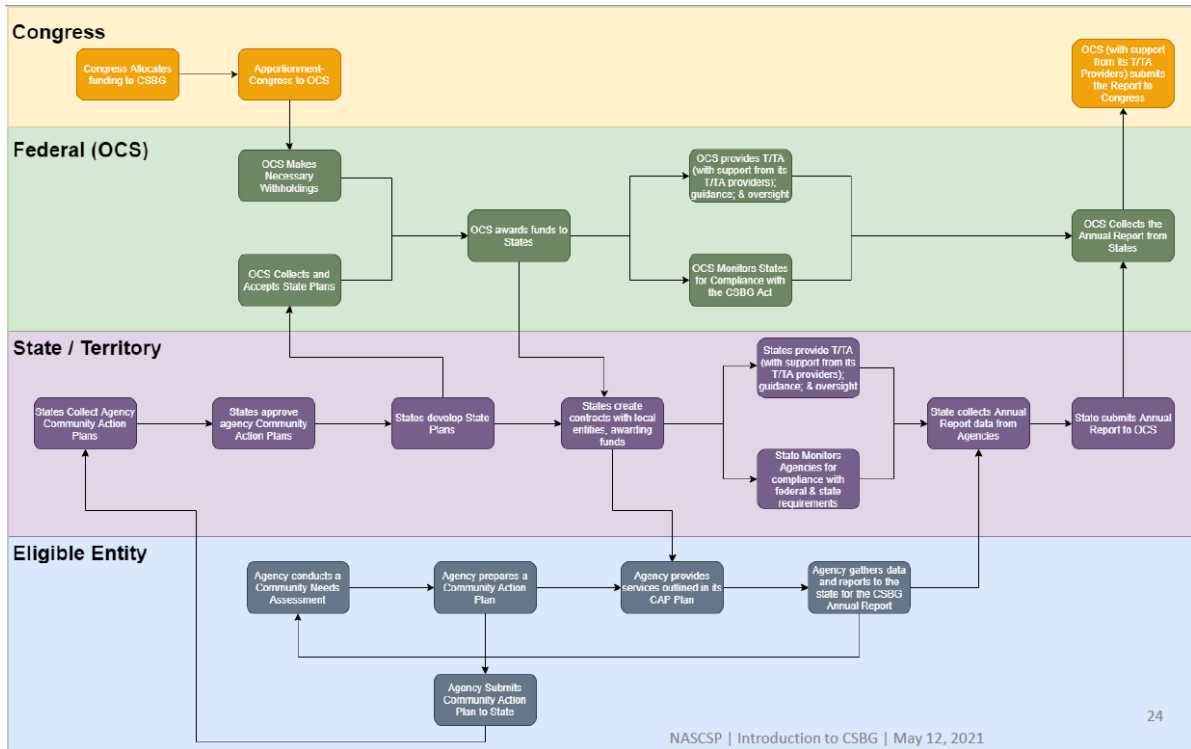 Congress
Congress Allocates
funding to CSBG
Apportionment-
Congress to OCS
OCS (with support
from its T/TA
Providers) submits
the Report to
Congress
Federal (OCS)
OCS Makes
Necessary
Withholdings
OCS provides T/TA
(with support from its
T/TA providers);
guidance; & oversight
OCS awards funds to
States
OCS Collects the
Annual Report from
States
OCS Collects and
Accepts State Plans
OCS Monitors States
for Compliance with
the CSBG Act
State / Territory
States provide T/TA
(with support from its
T/TA providers);
guidance; & oversight
States Collect Agency
Community Action
Plans
States approve
agency Community
Action Plans
States develop State
Plans
States create
contracts with local
entities, awarding
funds
State collects Annual
Report data from
Agencies
State submits Annual
Report to OCS
State Monitors
Agencies for
compliance with
federal & state
requirements
Eligible Entity
Agency conducts a
Community Needs
Assessment
Agency prepares a
Community Action
Plan
Agency provides
services outlined in its
CAP Plan
Agency gathers data
and reports to the
state for the CSBG
Annual Report
Agency Submits
Community Action
Plan to State
24
NASCSP | Introduction to CSBG | May 12, 2021